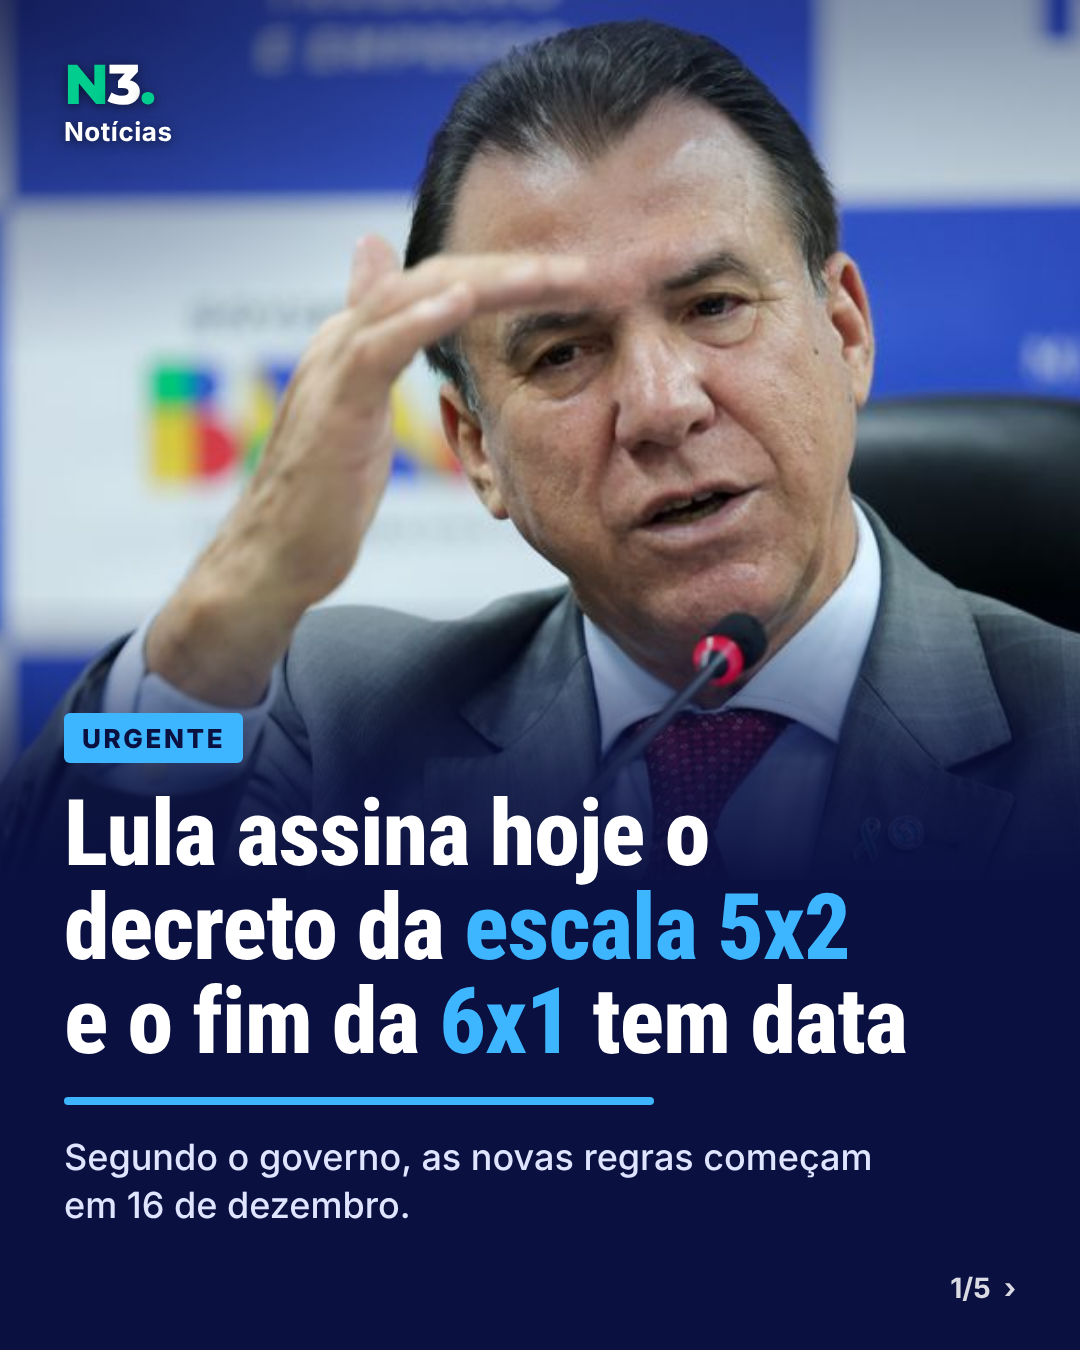 N3.
Notícias
URGENTE
Lula assina hoje o
decreto da escala 5x2
e o fim da 6x1 tem data
Segundo o governo, as novas regras começam
em 16 de dezembro.
1/5 ›